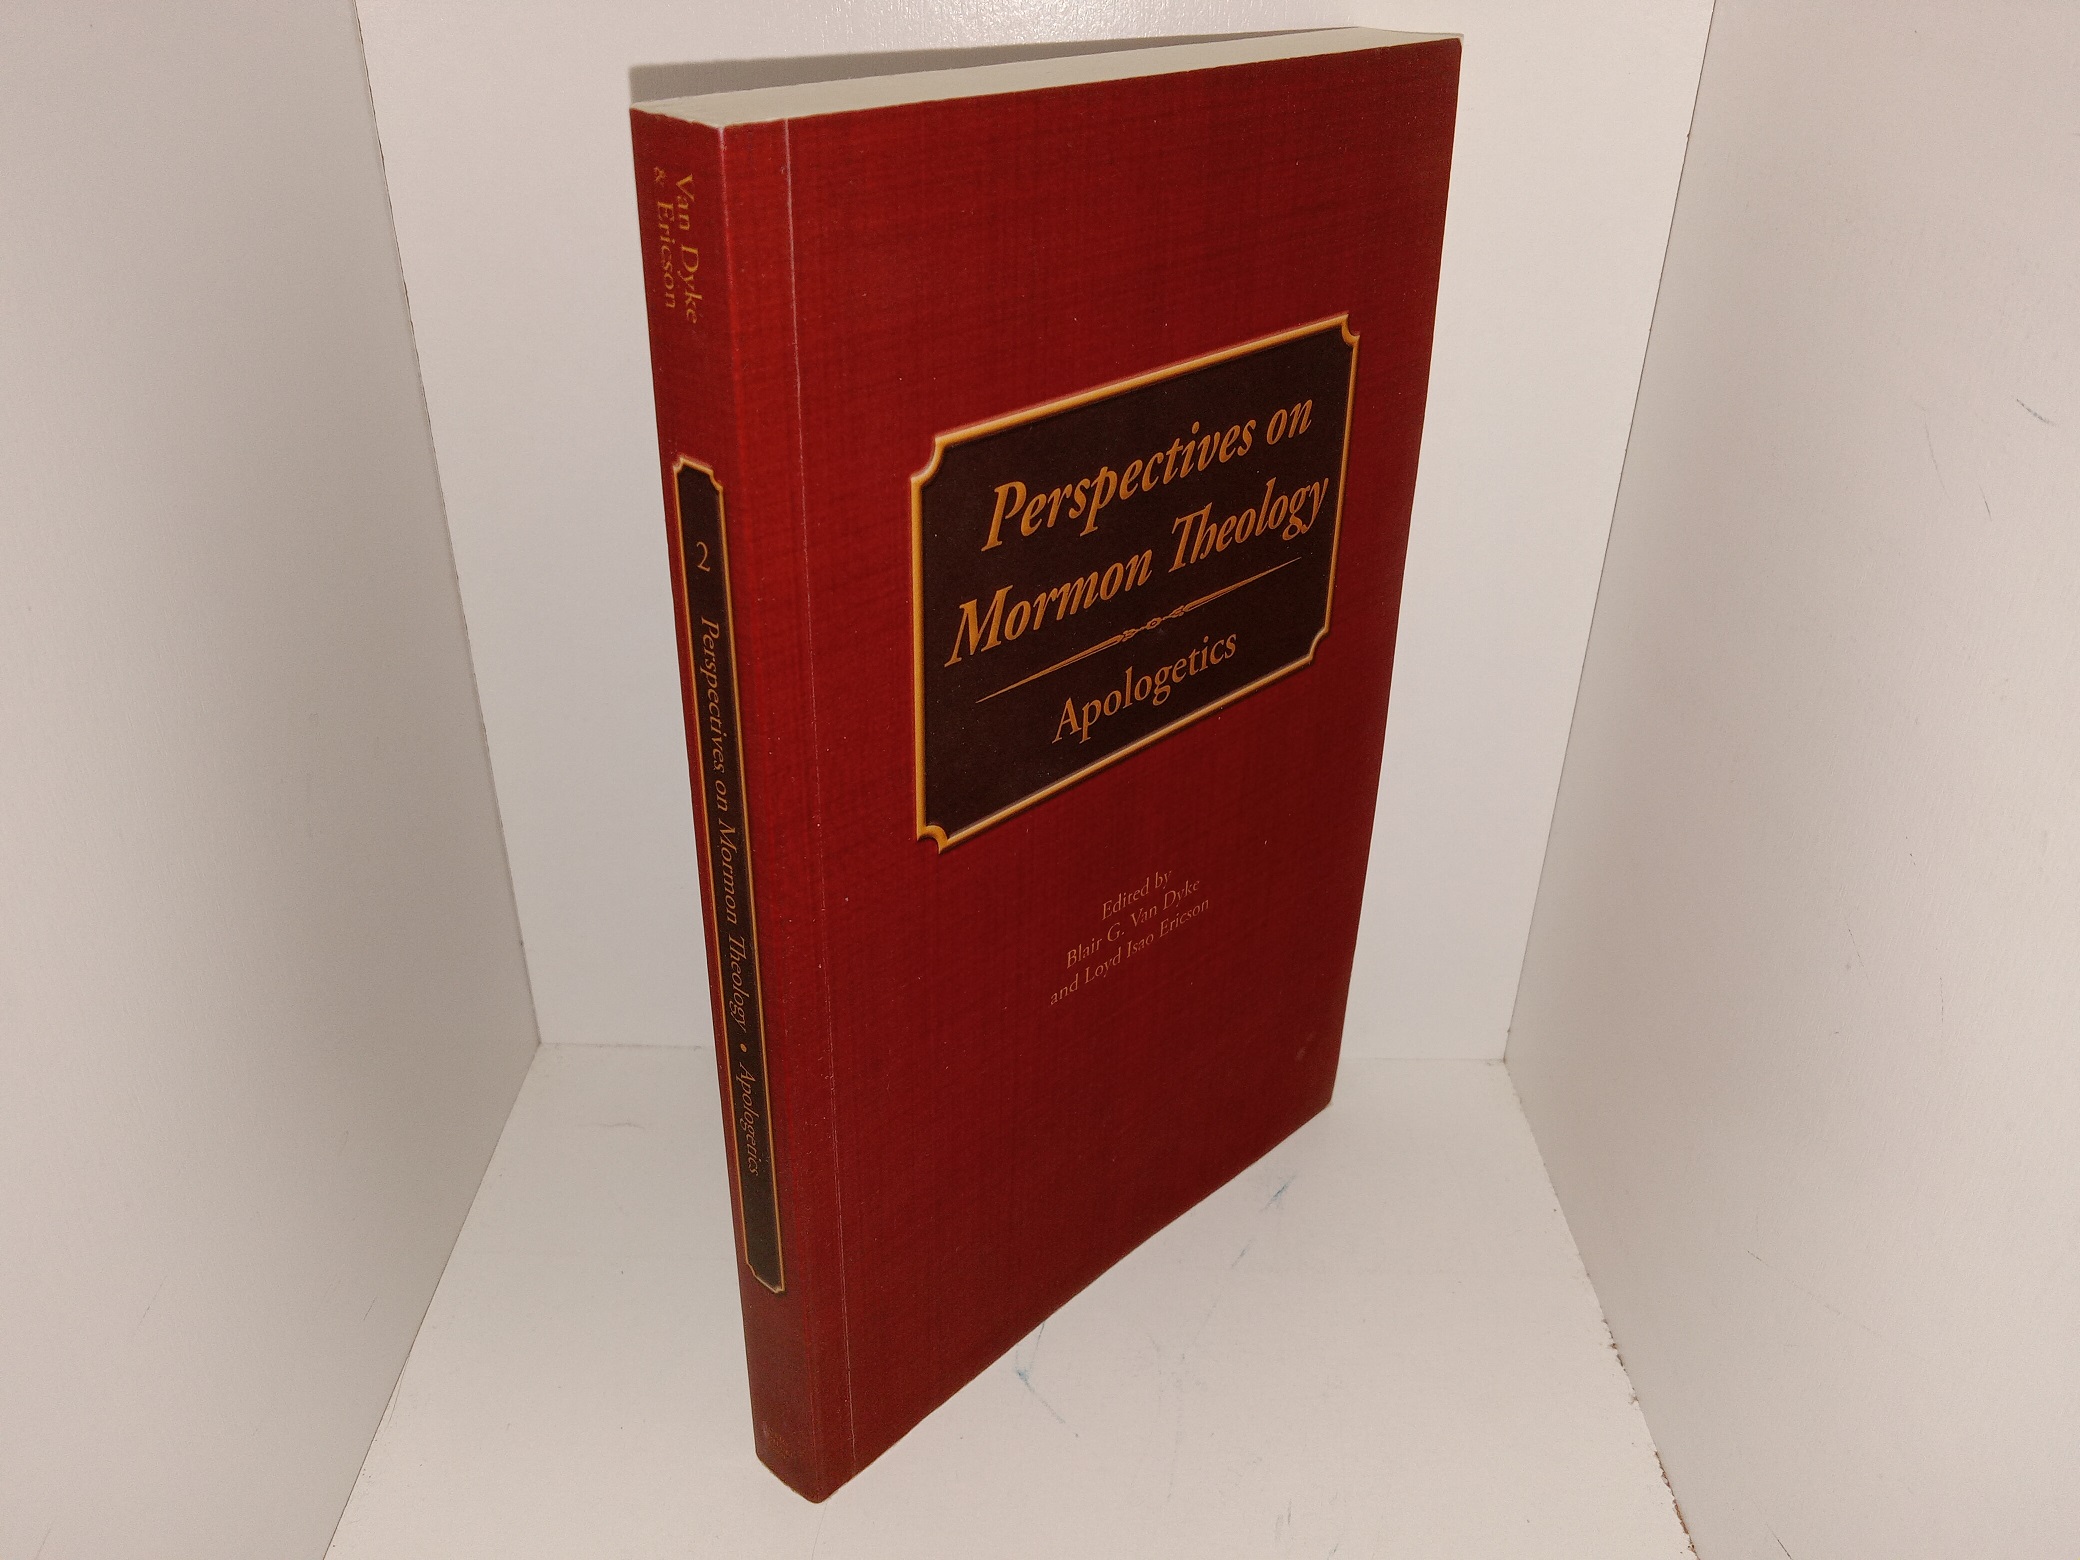 Van Dyke
& Ericson
2 Perspectives on Mormon Theology • Apologetics
Perspectives on
Mormon Theology
Apologetics
Edited by
Blair G. Van Dyke
and Loyd Isao Ericson